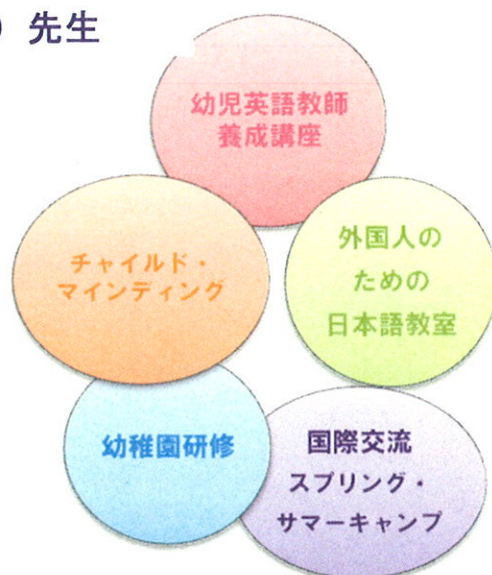 ) 先生
幼児英語教師
養成講座
チャイルド・
マインディング
外国人の
ための
日本語教室
幼稚園研修
国際交流
スプリング・
サマーキャンプ